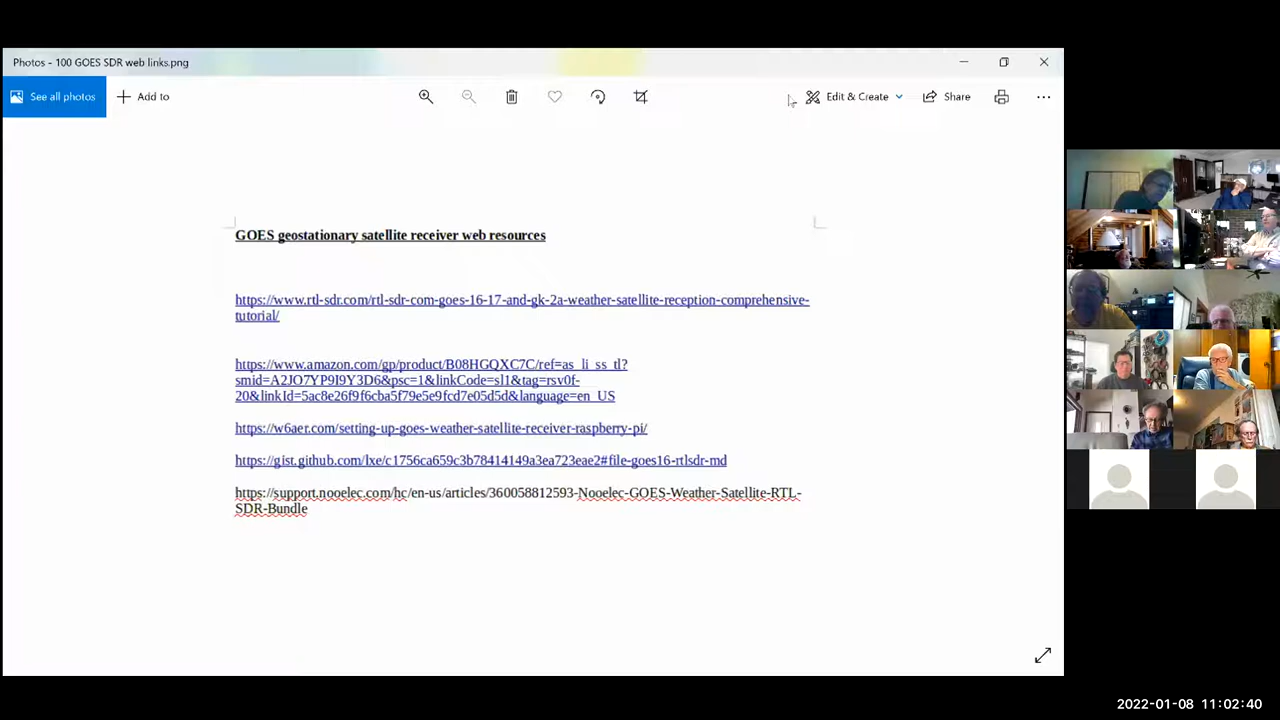 Photos - 100 GOES SDR web links.png
See all photos
Add to
Edit & Create
Share
GOES geostationary satellite receiver web resources
https://www.rtl-sdr.com/rtl-sdr-com-goes-16-17-and-gk-2a-weather-satellite-reception-comprehensive-
tutorial/
https://www.amazon.com/gp/product/B08HGQXC7C/ref=as_li_ss_tl?
smid=A2JO7YP9I9Y3D6&psc=1&linkCode=sl1&tag=rsv0f-
20&linkId=5ac8e26f9f6cba5f79e5e9fcd7e05d5d&language=en_US
https://w6aer.com/setting-up-goes-weather-satellite-receiver-raspberry-pi/
https://gist.github.com/lxe/c1756ca659c3b78414149a3ea723eae2#file-goes16-rtlsdr-md
https://support.nooelec.com/hc/en-us/articles/360058812593-Nooelec-GOES-Weather-Satellite-RTL-
SDR-Bundle
2022-01-08 11:02:40